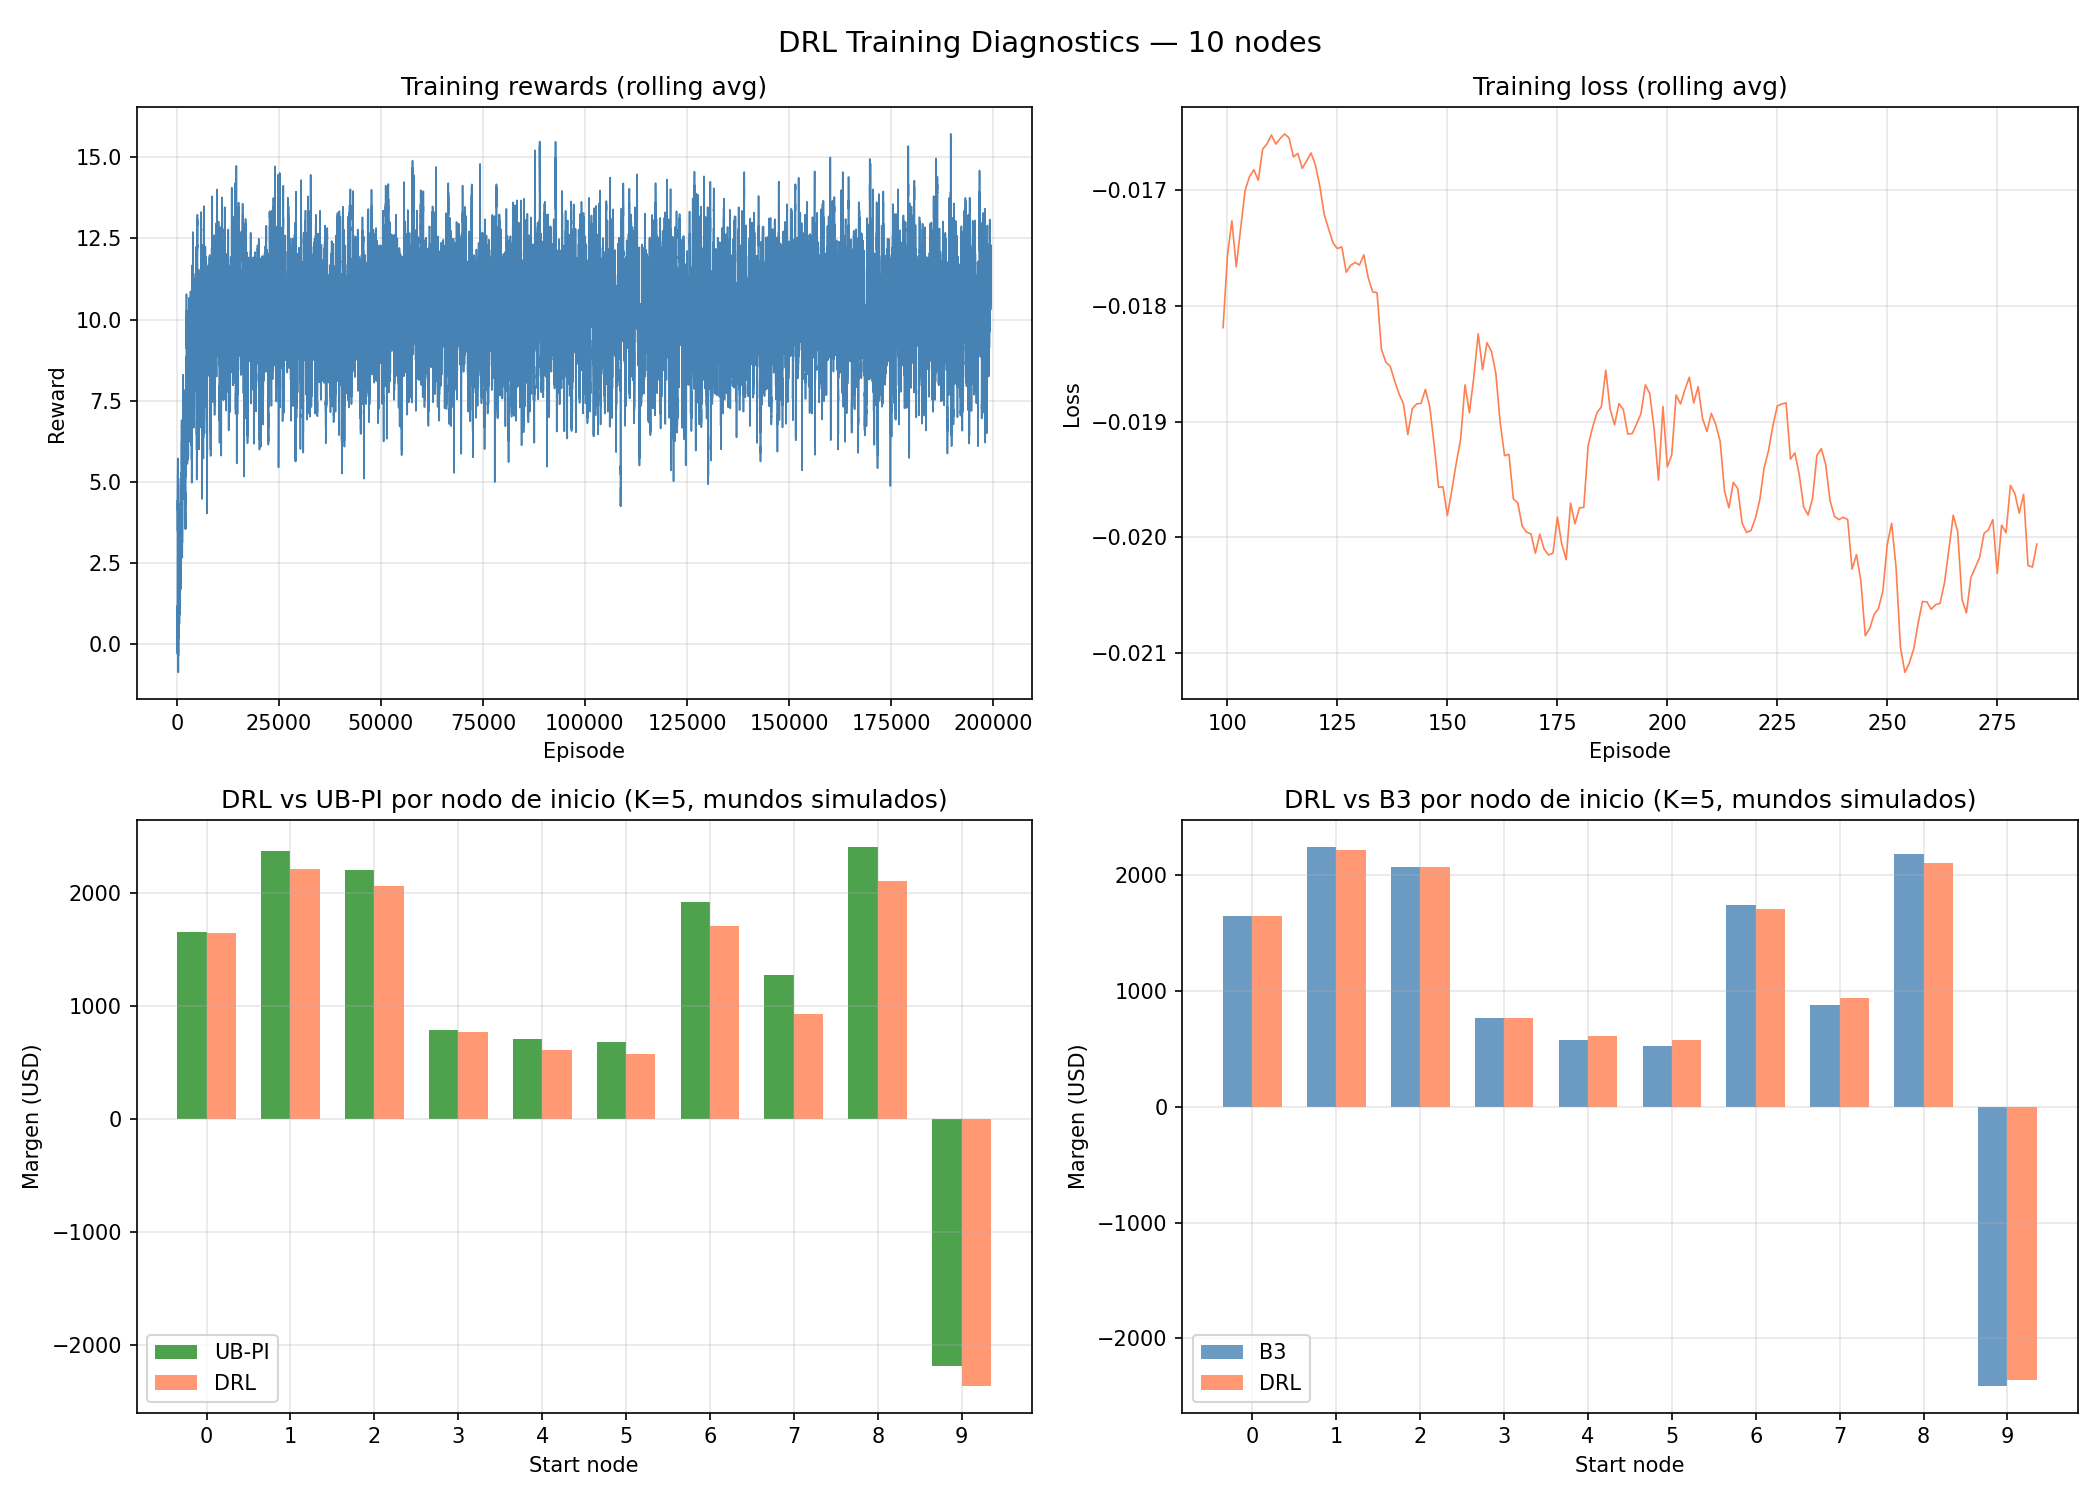 DRL Training Diagnostics — 10 nodes
Training rewards (rolling avg)
Reward
15.0
12.5
10.0
7.5
5.0
2.5
0.0
0 25000 50000 75000 100000 125000 150000 175000 200000
Episode
Training loss (rolling avg)
Loss
−0.017
−0.018
−0.019
−0.020
−0.021
100 125 150 175 200 225 250 275
Episode
DRL vs UB-PI por nodo de inicio (K=5, mundos simulados)
Margen (USD)
2000
1000
0
−1000
−2000
UB-PI
DRL
0 1 2 3 4 5 6 7 8 9
Start node
DRL vs B3 por nodo de inicio (K=5, mundos simulados)
Margen (USD)
2000
1000
0
−1000
−2000
B3
DRL
0 1 2 3 4 5 6 7 8 9
Start node